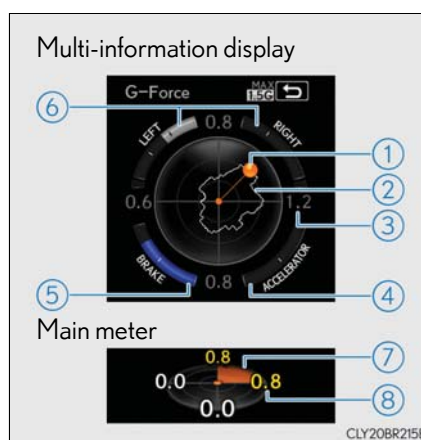 Multi-information display
G-Force
MAX
1.5G
6
LEFT
0.8
RIGHT
1
2
0.6
1.2
3
BRAKE
0.8
ACCELERATOR
5
4
Main meter
0.8
7
0.0
0.8
8
0.0
CLY20BR215